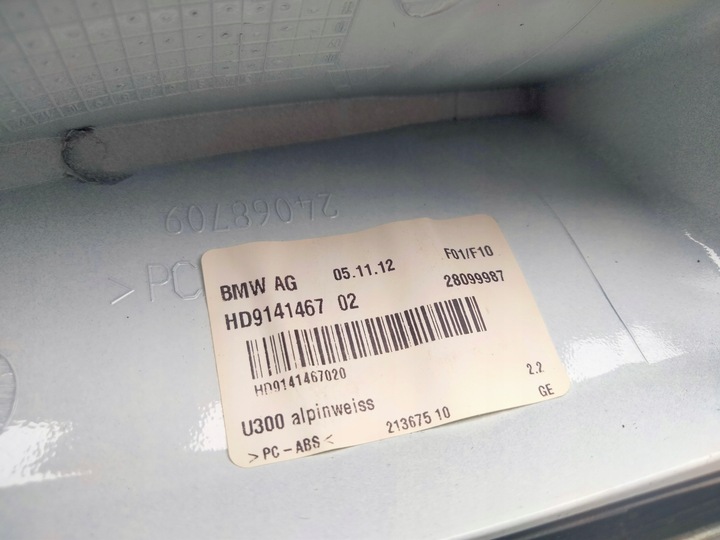 24068709
>PC
BMW AG 05.11.12 F01/F10
HD9141467 02 28099987
HD9141467020
U300 alpinweiss 2.2
>PC-ABS< 213675 10 GE